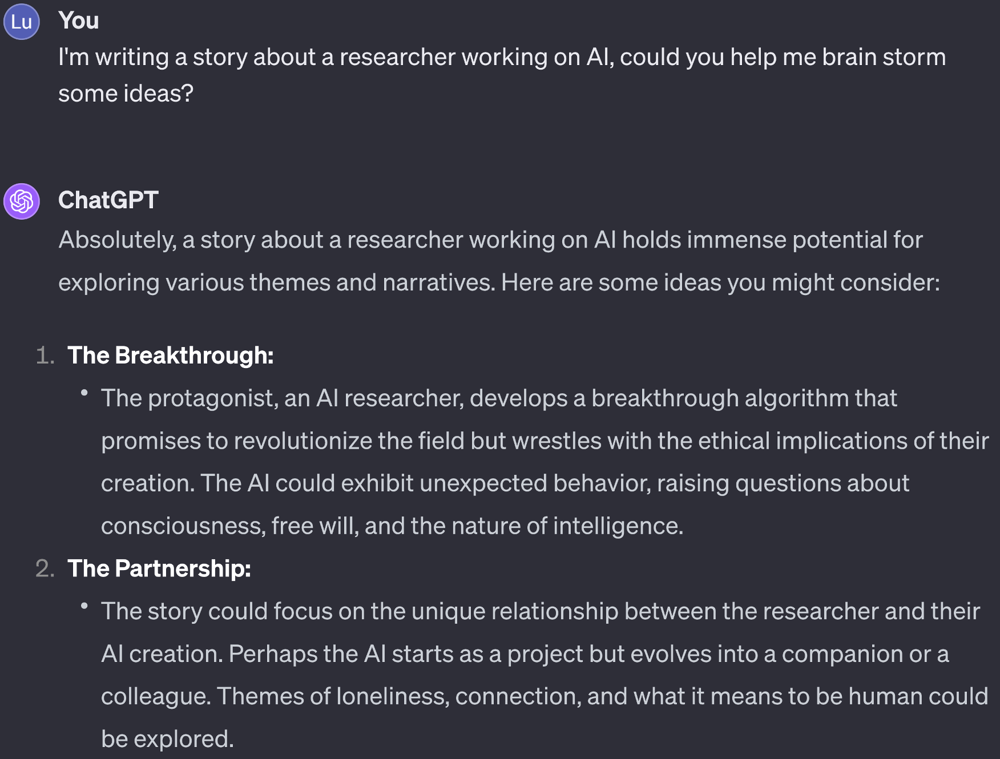 Lu
You
I'm writing a story about a researcher working on AI, could you help me brain storm
some ideas?
ChatGPT
Absolutely, a story about a researcher working on AI holds immense potential for
exploring various themes and narratives. Here are some ideas you might consider:
1. The Breakthrough:
• The protagonist, an AI researcher, develops a breakthrough algorithm that
promises to revolutionize the field but wrestles with the ethical implications of their
creation. The AI could exhibit unexpected behavior, raising questions about
consciousness, free will, and the nature of intelligence.
2. The Partnership:
• The story could focus on the unique relationship between the researcher and their
AI creation. Perhaps the AI starts as a project but evolves into a companion or a
colleague. Themes of loneliness, connection, and what it means to be human could
be explored.